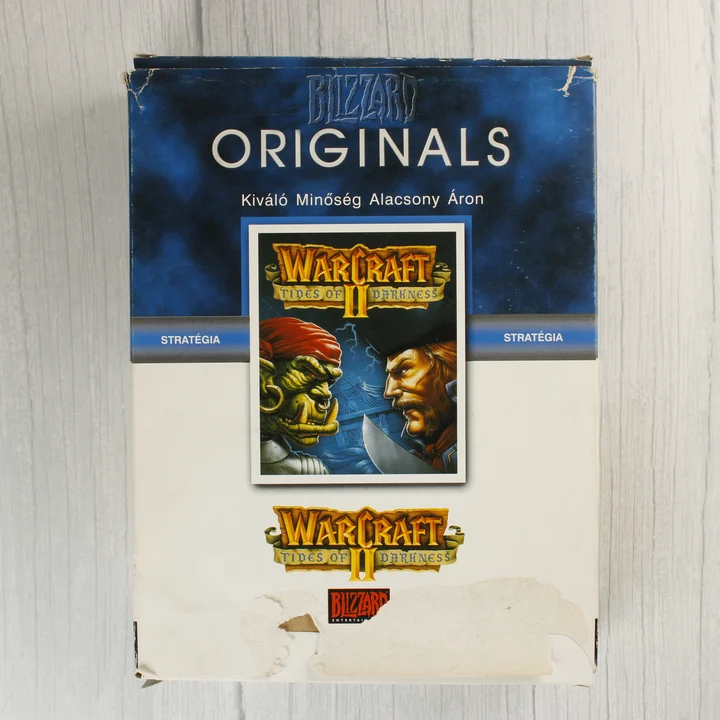 BLIZZARD
ORIGINALS
Kiváló Minőség Alacsony Áron
WARCRAFT
TIDES OF II DARKNESS
STRATÉGIA
STRATÉGIA
WARCRAFT
TIDES OF II DARKNESS
BLIZZARD